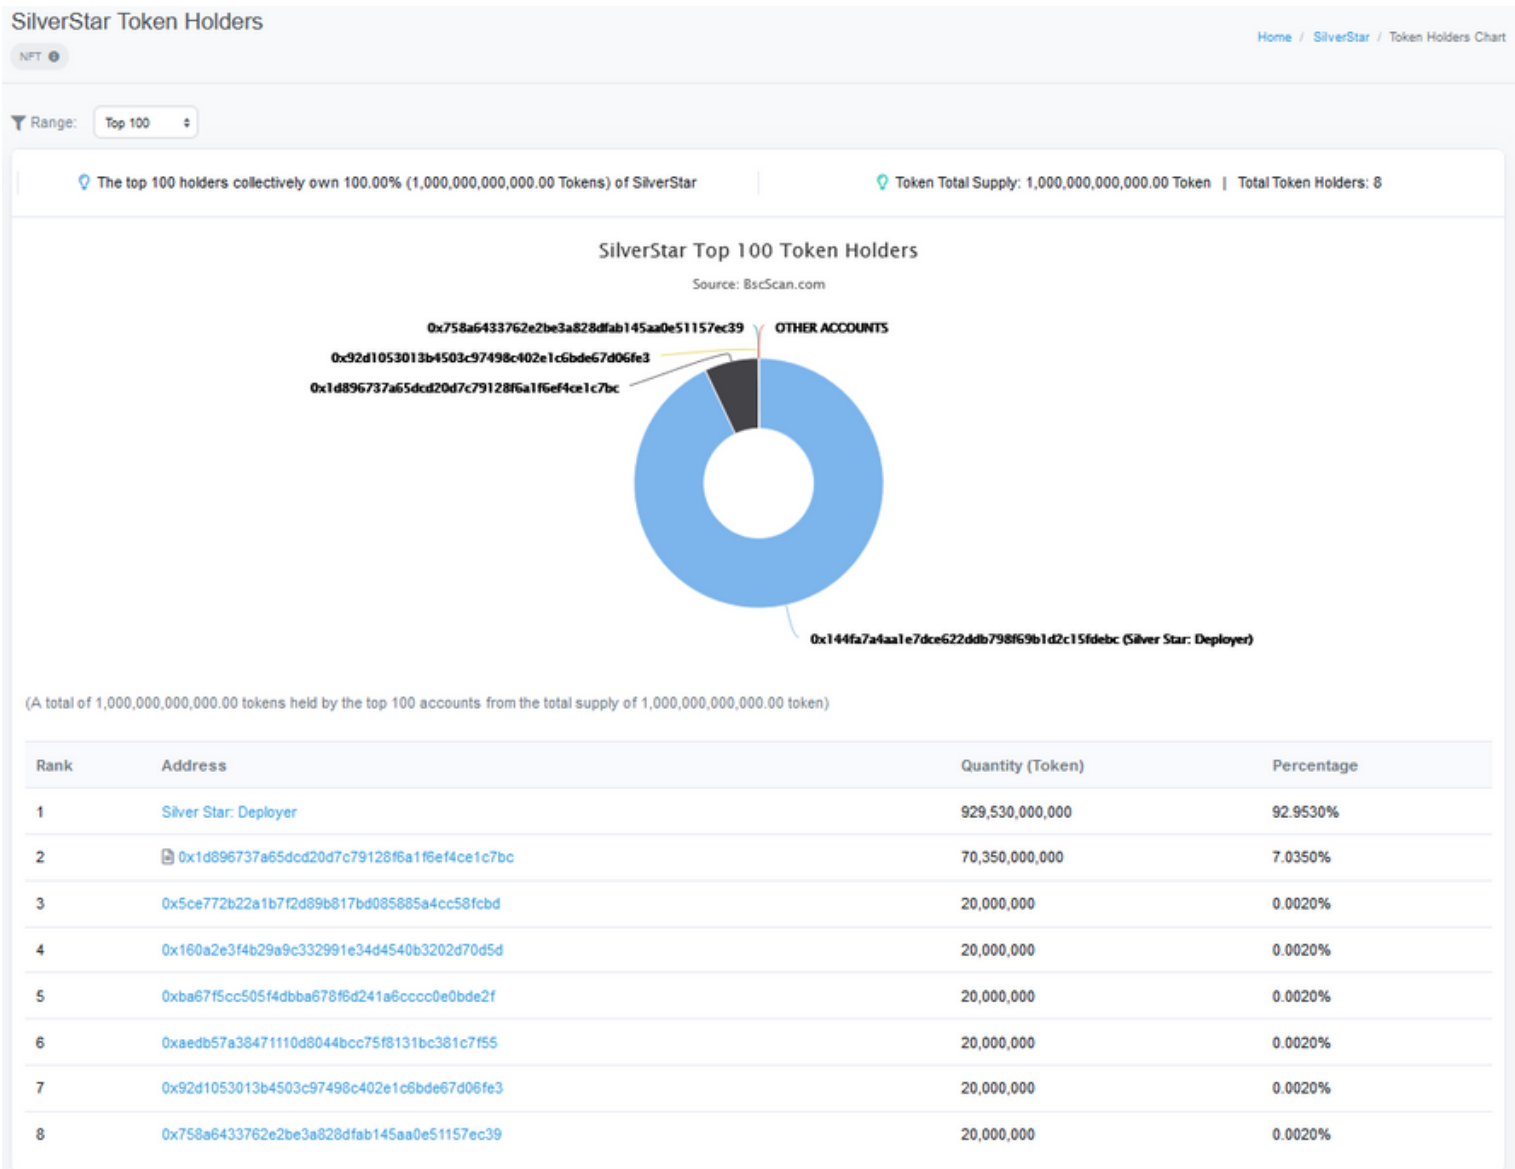 SilverStar Token Holders
Home / SilverStar / Token Holders Chart
NFT
Range: Top 100
The top 100 holders collectively own 100.00% (1,000,000,000,000.00 Tokens) of SilverStar
Token Total Supply: 1,000,000,000,000.00 Token | Total Token Holders: 8
SilverStar Top 100 Token Holders
Source: BscScan.com
0x758a6433762e2be3a828dfab145aa0e51157ec39 OTHER ACCOUNTS
0x92d1053013b4503c97498c402e1c6bde67d06fe3
0x1d896737a65dcd20d7c79128f6a1f6ef4ce1c7bc
0x144fa7a4aa1e7dce622ddb798f69b1d2c15fdebc (Silver Star: Deployer)
(A total of 1,000,000,000,000.00 tokens held by the top 100 accounts from the total supply of 1,000,000,000,000.00 token)
Rank Address Quantity (Token) Percentage
1 Silver Star: Deployer 929,530,000,000 92.9530%
2 0x1d896737a65dcd20d7c79128f6a1f6ef4ce1c7bc 70,350,000,000 7.0350%
3 0x5ce772b22a1b7f2d89b817bd085885a4cc58fcbd 20,000,000 0.0020%
4 0x160a2e3f4b29a9c332991e34d4540b3202d70d5d 20,000,000 0.0020%
5 0xba67f5cc505f4dbba678f6d241a6cccc0e0bde2f 20,000,000 0.0020%
6 0xaedb57a38471110d8044bcc75f8131bc381c7f55 20,000,000 0.0020%
7 0x92d1053013b4503c97498c402e1c6bde67d06fe3 20,000,000 0.0020%
8 0x758a6433762e2be3a828dfab145aa0e51157ec39 20,000,000 0.0020%